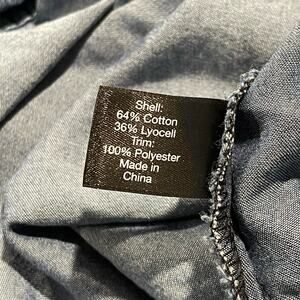 Shell:
64% Cotton
36% Lyocell
Trim:
100% Polyester
Made in
China